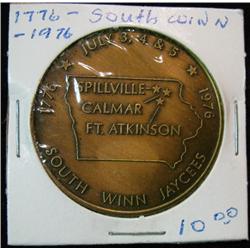 1776 - South Winn
- 1976
JULY 3, 4 & 5
1776
1976
SPILLVILLE
CALMAR
FT. ATKINSON
SOUTH WINN JAYCEES
10.00